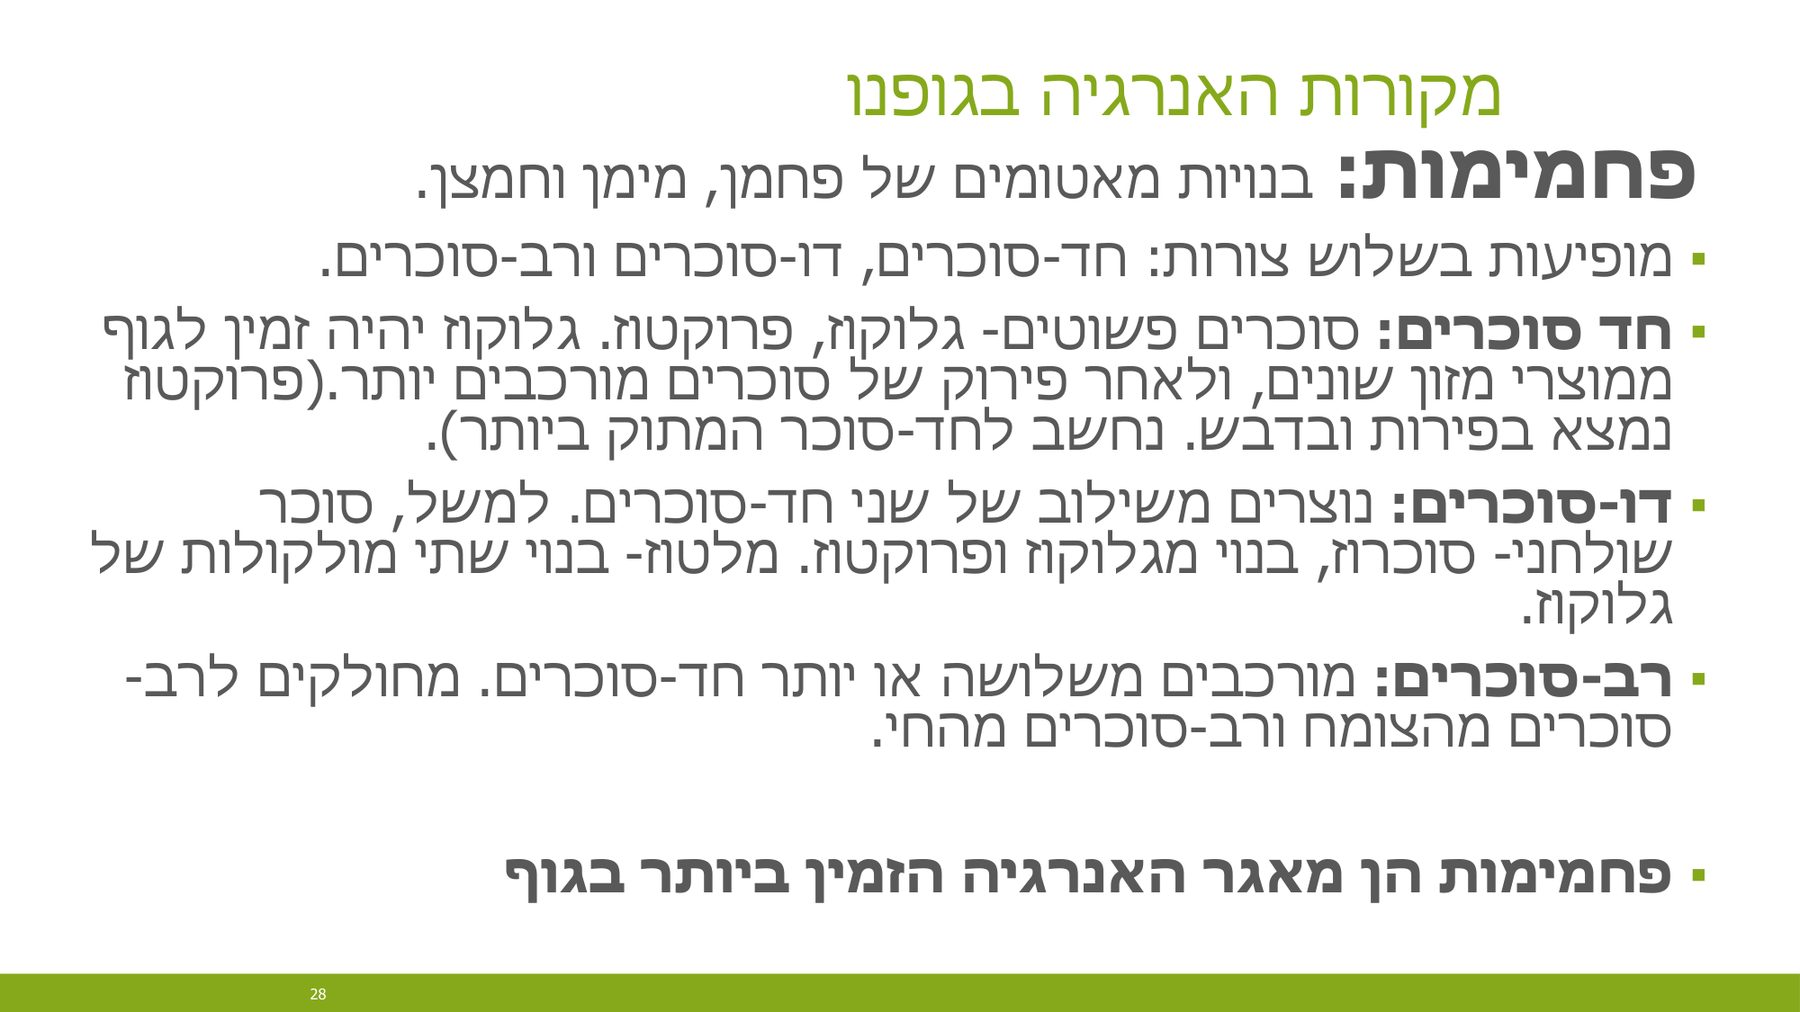 מקורות האנרגיה בגופנו
פחמימות: בנויות מאטומים של פחמן, מימן וחמצן.
▪ מופיעות בשלוש צורות: חד-סוכרים, דו-סוכרים ורב-סוכרים.
▪ חד סוכרים: סוכרים פשוטים- גלוקוז, פרוקטוז. גלוקוז יהיה זמין לגוף
ממוצרי מזון שונים, ולאחר פירוק של סוכרים מורכבים יותר.(פרוקטוז
נמצא בפירות ובדבש. נחשב לחד-סוכר המתוק ביותר).
▪ דו-סוכרים: נוצרים משילוב של שני חד-סוכרים. למשל, סוכר
שולחני- סוכרוז, בנוי מגלוקוז ופרוקטוז. מלטוז- בנוי שתי מולקולות של
גלוקוז.
▪ רב-סוכרים: מורכבים משלושה או יותר חד-סוכרים. מחולקים לרב-
סוכרים מהצומח ורב-סוכרים מהחי.
▪ פחמימות הן מאגר האנרגיה הזמין ביותר בגוף
28